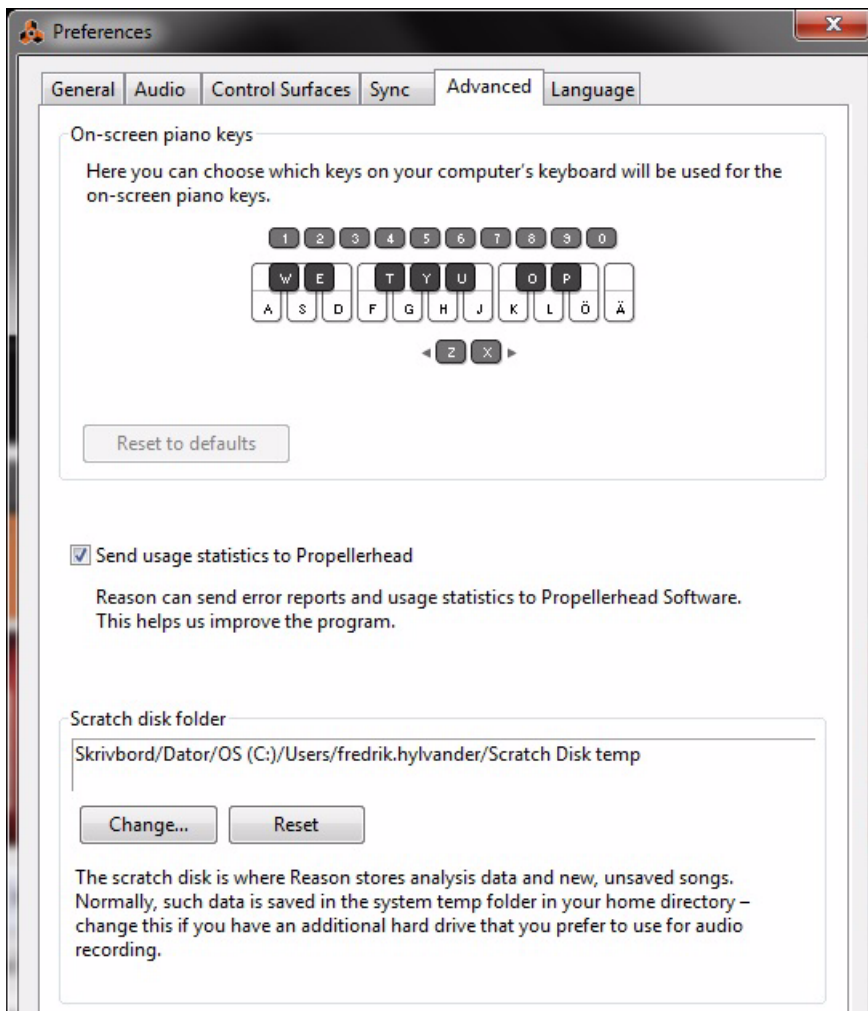 Preferences
General Audio Control Surfaces Sync Advanced Language
On-screen piano keys
Here you can choose which keys on your computer's keyboard will be used for the
on-screen piano keys.
1 2 3 4 5 6 7 8 9 0
W E T Y U O P
A S D F G H J K L Ö Ä
Z X
Reset to defaults
Send usage statistics to Propellerhead
Reason can send error reports and usage statistics to Propellerhead Software.
This helps us improve the program.
Scratch disk folder
Skrivbord/Dator/OS (C:)/Users/fredrik.hylvander/Scratch Disk temp
Change... Reset
The scratch disk is where Reason stores analysis data and new, unsaved songs.
Normally, such data is saved in the system temp folder in your home directory –
change this if you have an additional hard drive that you prefer to use for audio
recording.